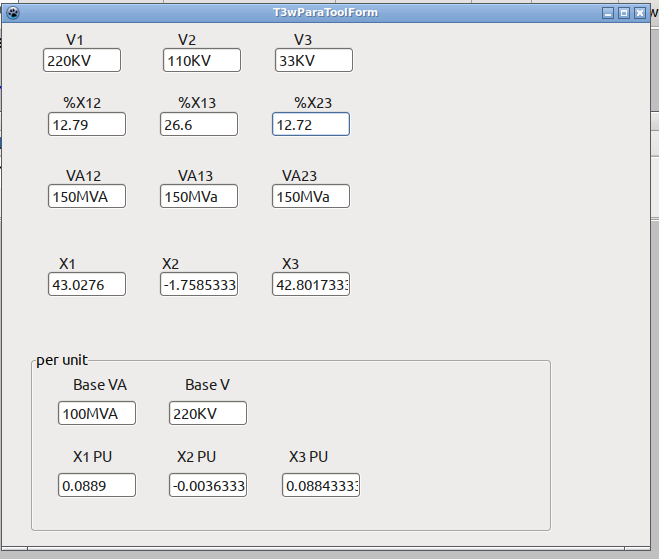 T3wParaToolForm
V1 V2 V3
220KV 110KV 33KV
%X12 %X13 %X23
12.79 26.6 12.72
VA12 VA13 VA23
150MVA 150MVa 150MVa
X1 X2 X3
43.0276 -1.7585333 42.8017333
per unit
Base VA Base V
100MVA 220KV
X1 PU X2 PU X3 PU
0.0889 -0.0036333 0.08843333